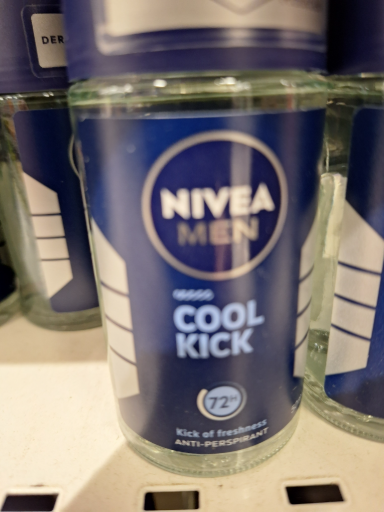 DER
NIVEA
MEN
COOL
KICK
72H
Kick of freshness
ANTI-PERSPIRANT